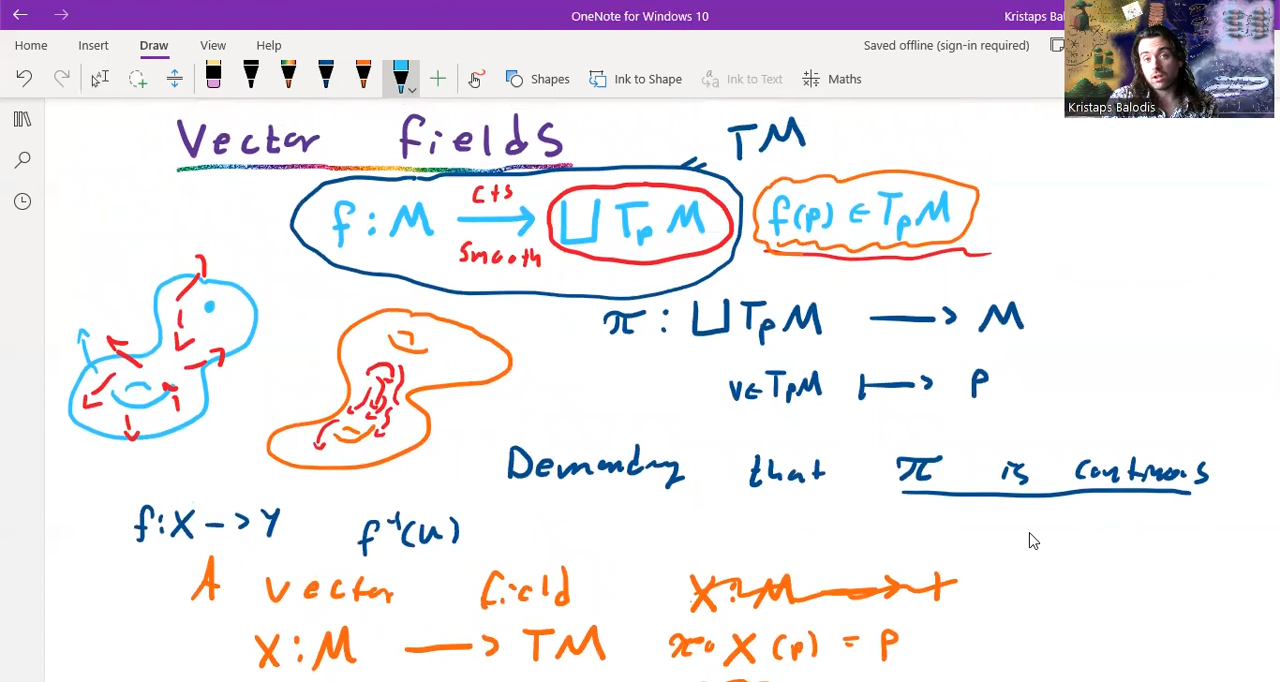 OneNote for Windows 10
Kristaps Bal
Home Insert Draw View Help
Saved offline (sign-in required)
Shapes Ink to Shape Ink to Text Maths
Kristaps Balodis
Vector fields
TM
f : M cts smooth → ⊔ TpM
f(p) ∈ TpM
π : ⊔ TpM → M
v ∈ TpM ↦ p
Demanding that π is continuous
f : X -> Y f⁻¹(u)
A vector field
X : M → TM
π∘X(p) = p